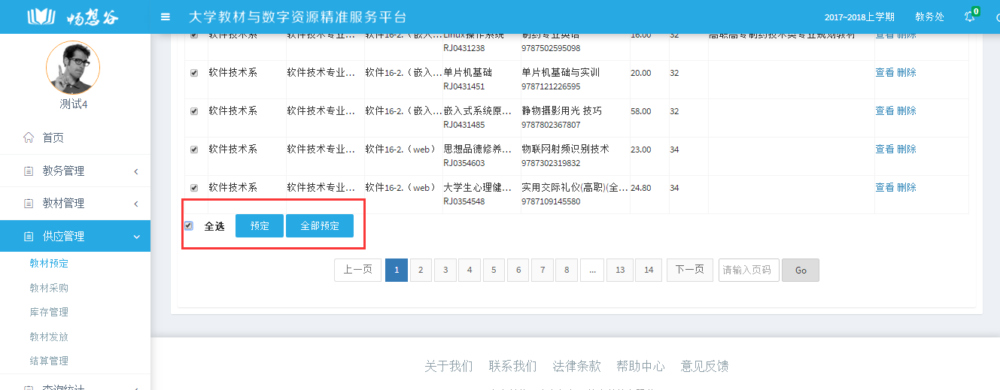 畅想谷
大学教材与数字资源精准服务平台
2017~2018上学期 教务处 0
测试4
首页
教务管理
教材管理
供应管理
教材预定
教材采购
库存管理
教材发放
结算管理
查询统计
软件技术系 软件技术专业... 软件16-2.（嵌入... Linux操作系统 制药专业英语 16.00 32 高职高专制药技术类专业规划教材 查看 删除
RJ0431238 9787502595098
软件技术系 软件技术专业... 软件16-2.（嵌入... 单片机基础 单片机基础与实训 20.00 32 查看 删除
RJ0431451 9787121226595
软件技术系 软件技术专业... 软件16-2.（嵌入... 嵌入式系统原... 静物摄影用光 技巧 58.00 32 查看 删除
RJ0431485 9787802367807
软件技术系 软件技术专业... 软件16-2.（web） 思想品德修养... 物联网射频识别技术 23.00 34 查看 删除
RJ0354603 9787302319832
软件技术系 软件技术专业... 软件16-2.（web） 大学生心理健... 实用交际礼仪(高职)(全... 24.80 34 查看 删除
RJ0354548 9787109145580
全选 预定 全部预定
上一页 1 2 3 4 5 6 7 8 ... 13 14 下一页 请输入页码 Go
关于我们 联系我们 法律条款 帮助中心 意见反馈